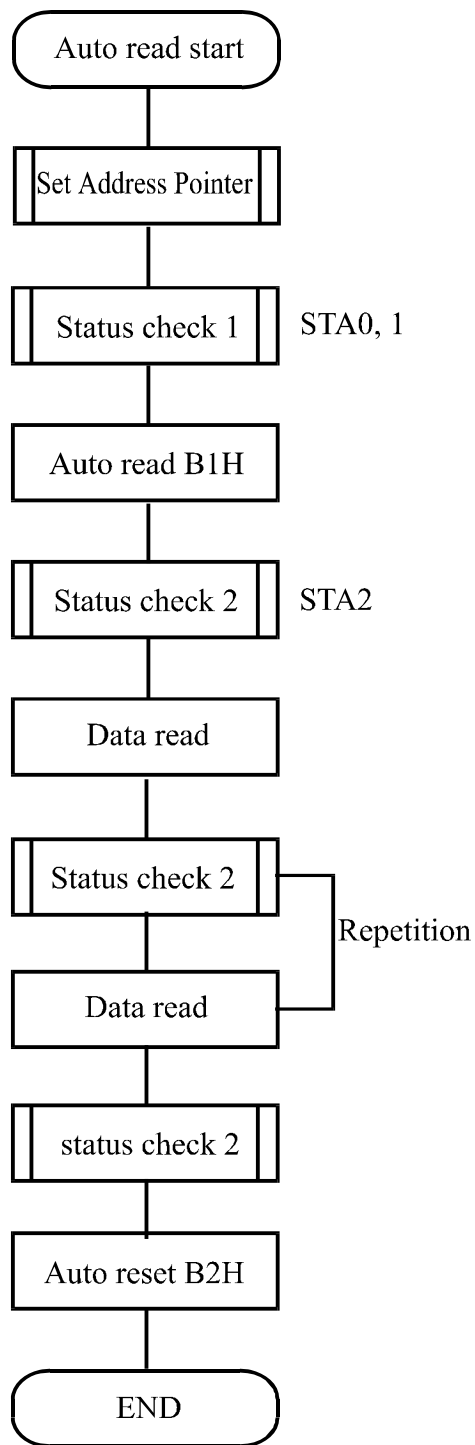 Auto read start
Set Address Pointer
Status check 1
STA0, 1
Auto read B1H
Status check 2
STA2
Data read
Status check 2
Repetition
Data read
status check 2
Auto reset B2H
END